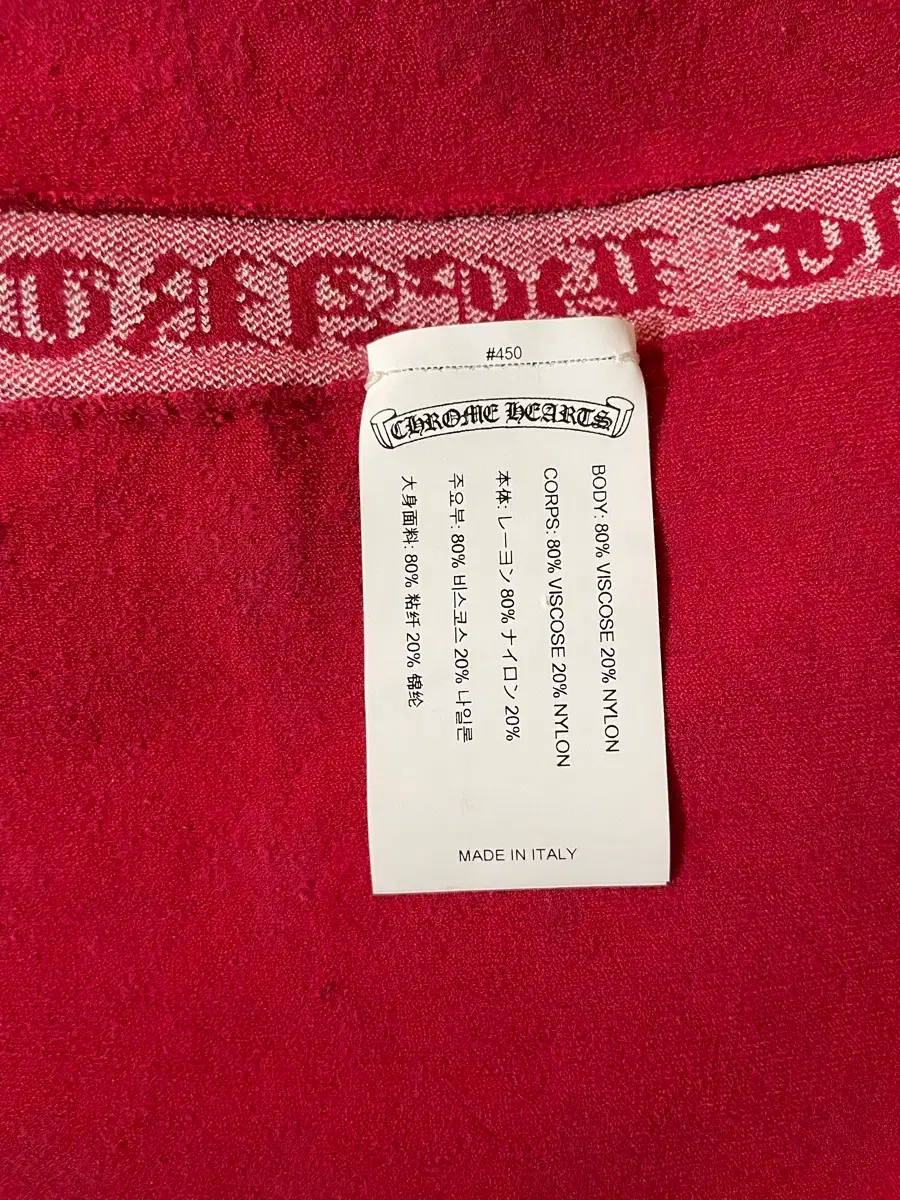 #450
CHROME HEARTS
BODY: 80% VISCOSE 20% NYLON
CORPS: 80% VISCOSE 20% NYLON
本体: レーヨン 80% ナイロン 20%
주요부: 80% 비스코스 20% 나일론
大身面料: 80% 粘纤 20% 锦纶
MADE IN ITALY